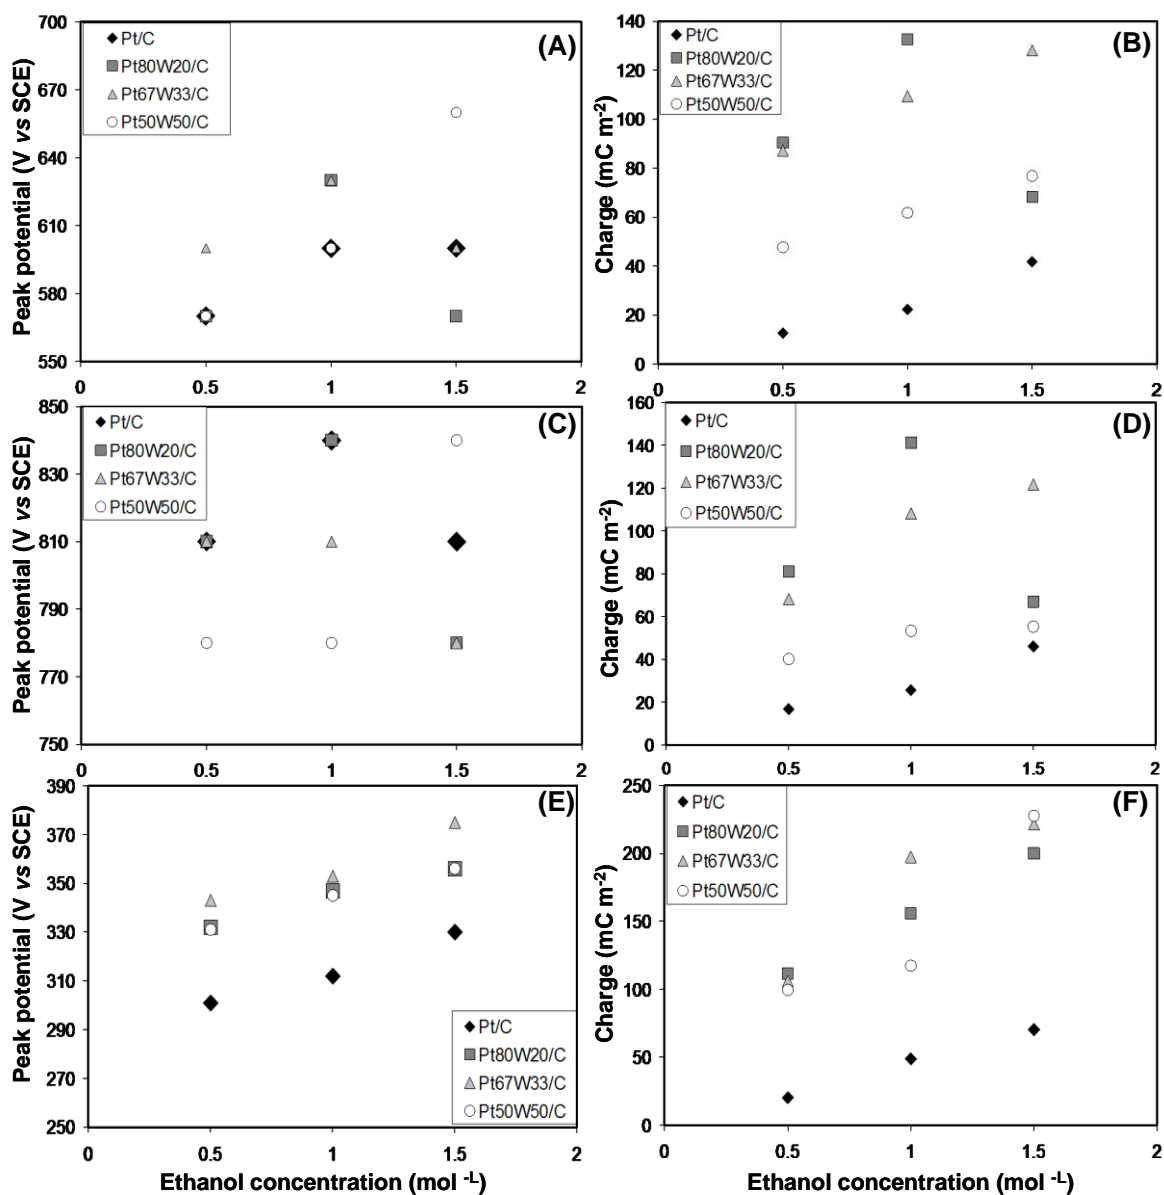 700
660
640
600
580
550
Peak potential (V vs SCE)
Pt/C
Pt80W20/C
Pt67W33/C
Pt50W50/C
(A)
0
0.5
1
1.5
2
140
120
100
80
60
40
20
0
Charge (mC m-2)
Pt/C
Pt80W20/C
Pt67W33/C
Pt50W50/C
(B)
0
0.5
1
1.5
2
850
840
810
780
750
Peak potential (V vs SCE)
Pt/C
Pt80W20/C
Pt67W33/C
Pt50W50/C
(C)
0
0.5
1
1.5
2
160
140
120
100
80
60
40
20
0
Charge (mC m-2)
Pt/C
Pt80W20/C
Pt67W33/C
Pt50W50/C
(D)
0
0.5
1
1.5
2
390
370
350
330
310
290
270
250
Peak potential (V vs SCE)
(E)
Pt/C
Pt80W20/C
Pt67W33/C
Pt50W50/C
0
0.5
1
1.5
2
Ethanol concentration (mol -L)
250
200
150
100
50
0
Charge (mC m-2)
Pt/C
Pt80W20/C
Pt67W33/C
Pt50W50/C
(F)
0
0.5
1
1.5
2
Ethanol concentration (mol -L)